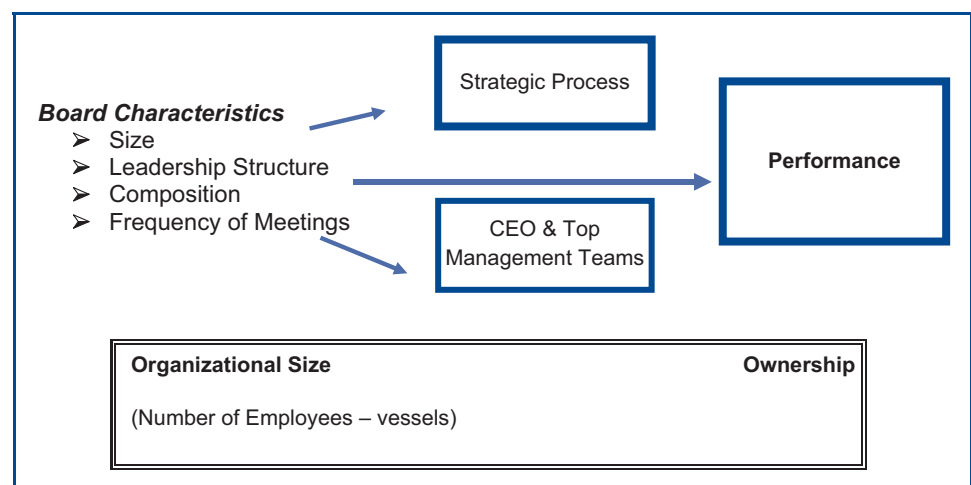 Strategic Process
Board Characteristics
➢ Size
➢ Leadership Structure
➢ Composition
➢ Frequency of Meetings
Performance
CEO & Top
Management Teams
Organizational Size Ownership
(Number of Employees – vessels)